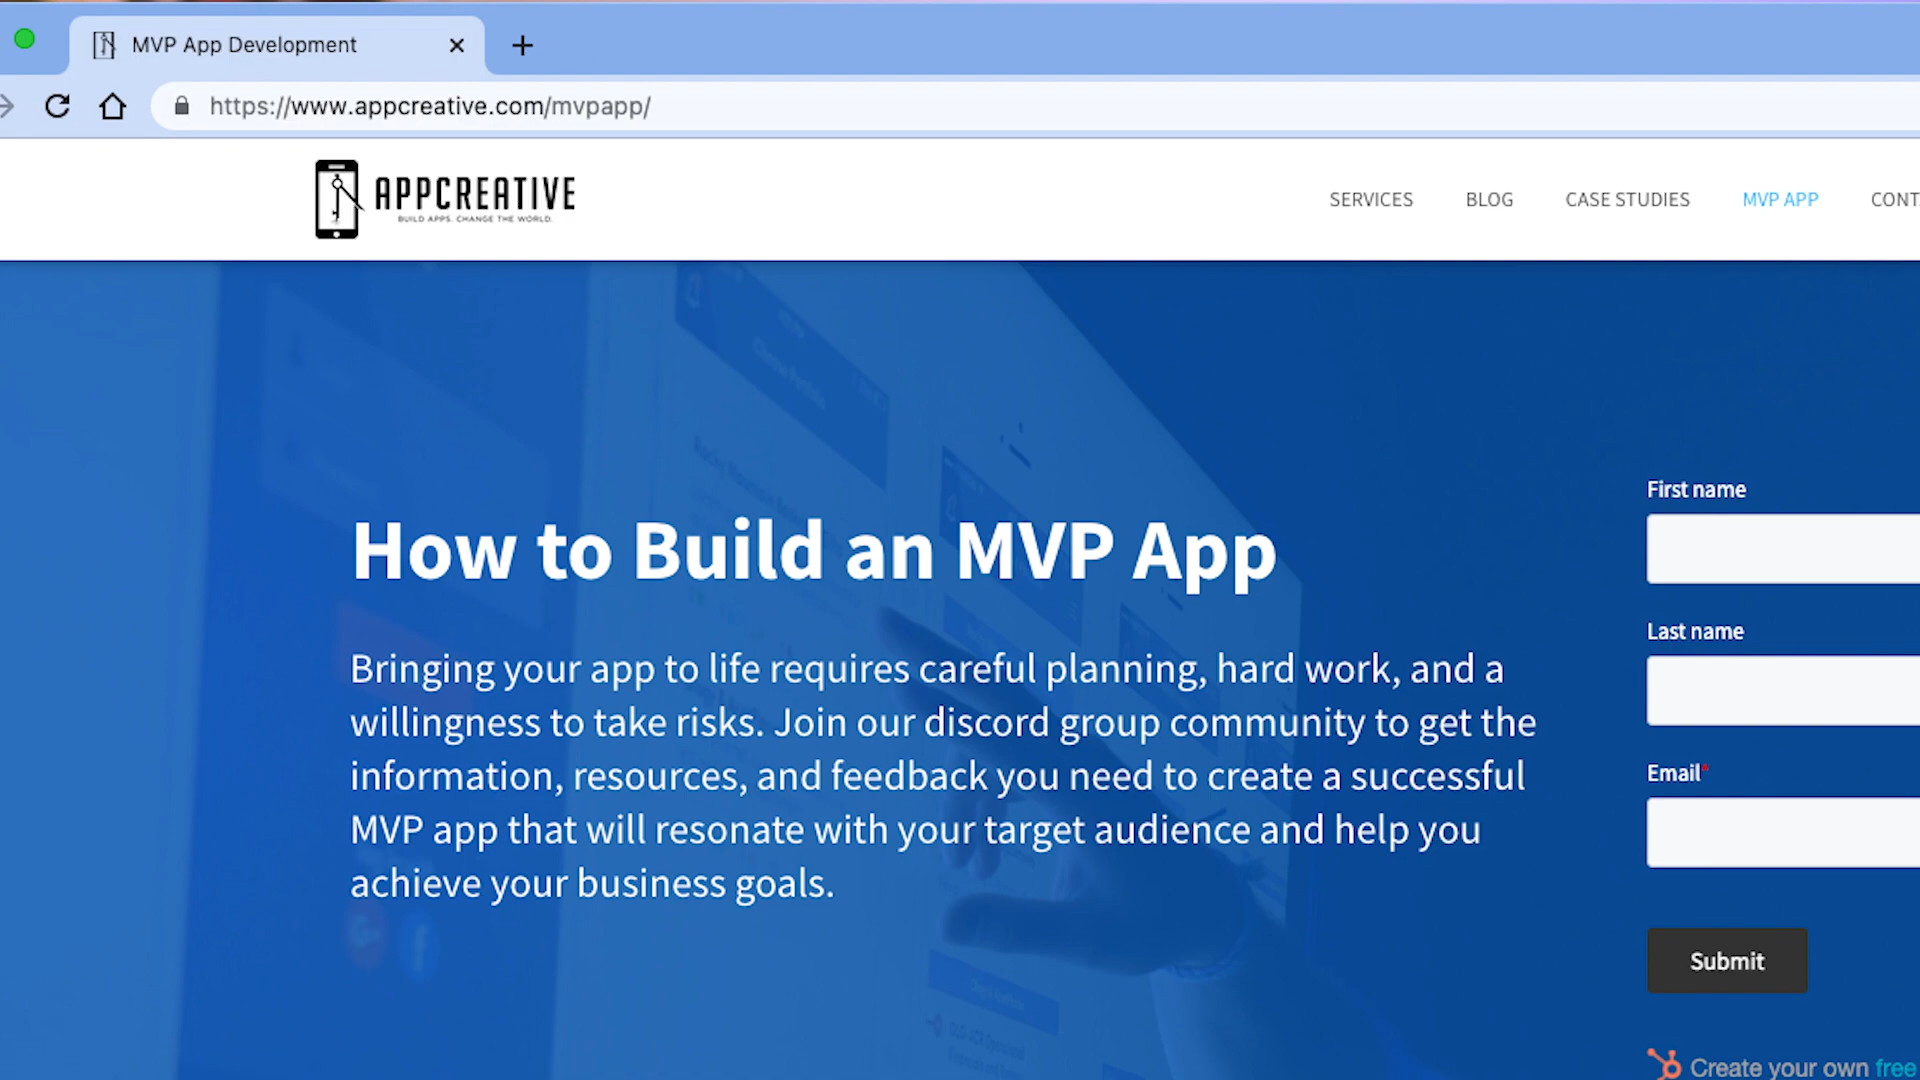 MVP App Development
https://www.appcreative.com/mvpapp/
APPCREATIVE
BUILD APPS. CHANGE THE WORLD.
SERVICES BLOG CASE STUDIES MVP APP CONT
How to Build an MVP App
Bringing your app to life requires careful planning, hard work, and a
willingness to take risks. Join our discord group community to get the
information, resources, and feedback you need to create a successful
MVP app that will resonate with your target audience and help you
achieve your business goals.
First name
Last name
Email*
Submit
Create your own free